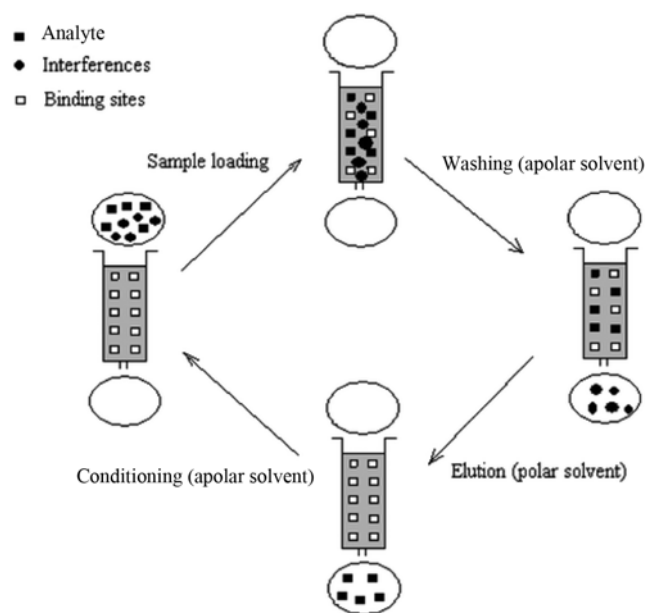 Analyte
Interferences
Binding sites
Sample loading
Washing (apolar solvent)
Conditioning (apolar solvent)
Elution (polar solvent)